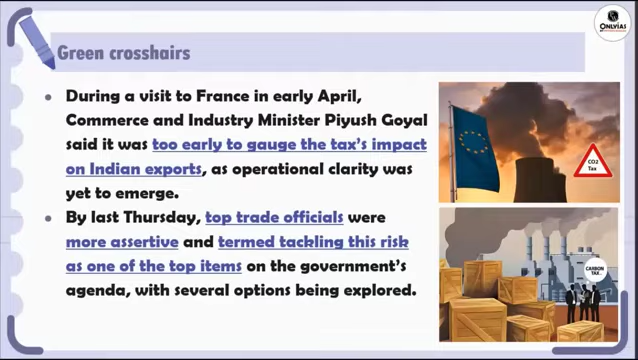 ONLYIAS
Green crosshairs
During a visit to France in early April,
Commerce and Industry Minister Piyush Goyal
said it was too early to gauge the tax's impact
on Indian exports, as operational clarity was
yet to emerge.
By last Thursday, top trade officials were
more assertive and termed tackling this risk
as one of the top items on the government's
agenda, with several options being explored.
CO2
Tax
CARBON
TAX